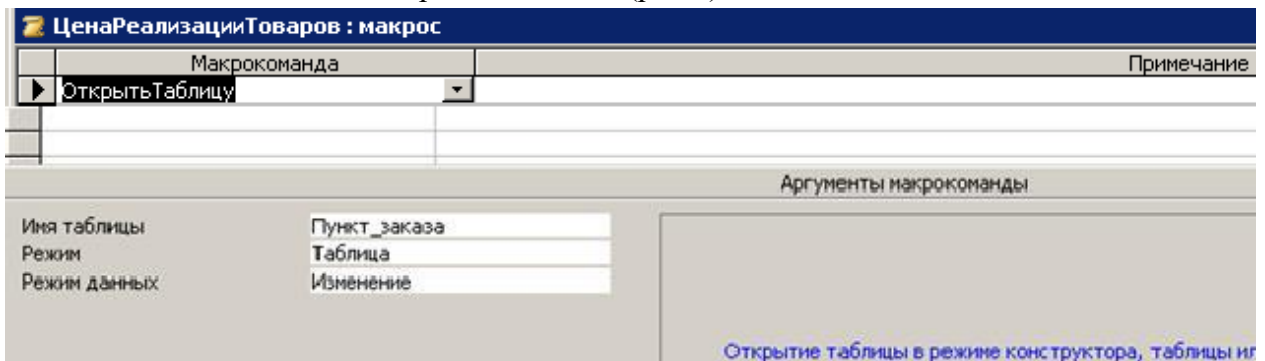 ЦенаРеализацииТоваров : макрос
Макрокоманда Примечание
ОткрытьТаблицу
Аргументы макрокоманды
Имя таблицы Пункт_заказа
Режим Таблица
Режим данных Изменение
Открытие таблицы в режиме конструктора, таблицы ил